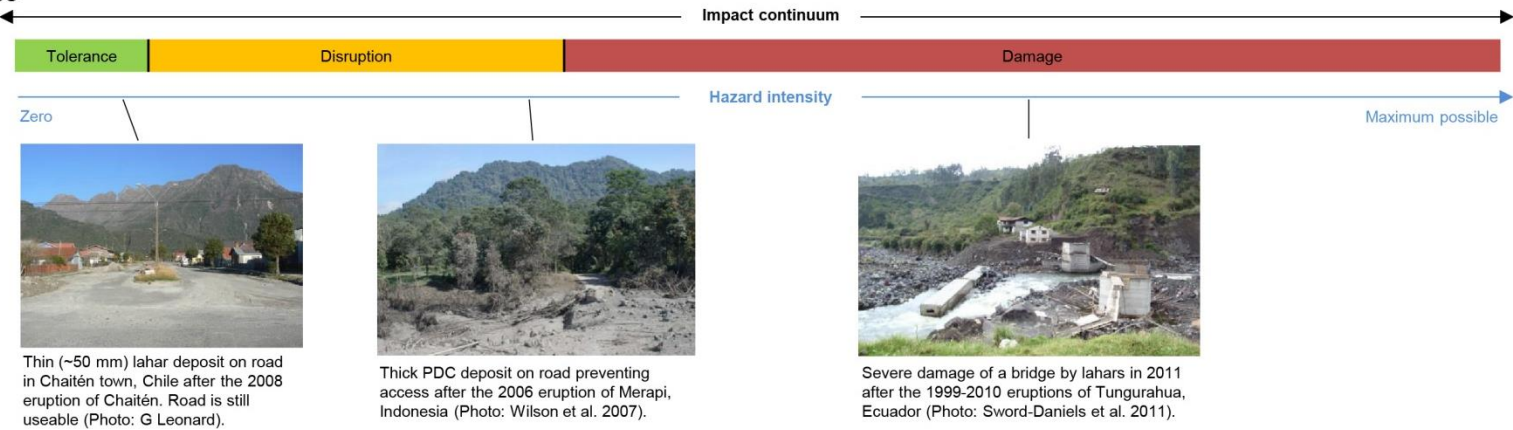 Impact continuum
Tolerance
Disruption
Damage
Hazard intensity
Zero
Maximum possible
Thin (~50 mm) lahar deposit on road
in Chaitén town, Chile after the 2008
eruption of Chaitén. Road is still
useable (Photo: G Leonard).
Thick PDC deposit on road preventing
access after the 2006 eruption of Merapi,
Indonesia (Photo: Wilson et al. 2007).
Severe damage of a bridge by lahars in 2011
after the 1999-2010 eruptions of Tungurahua,
Ecuador (Photo: Sword-Daniels et al. 2011).